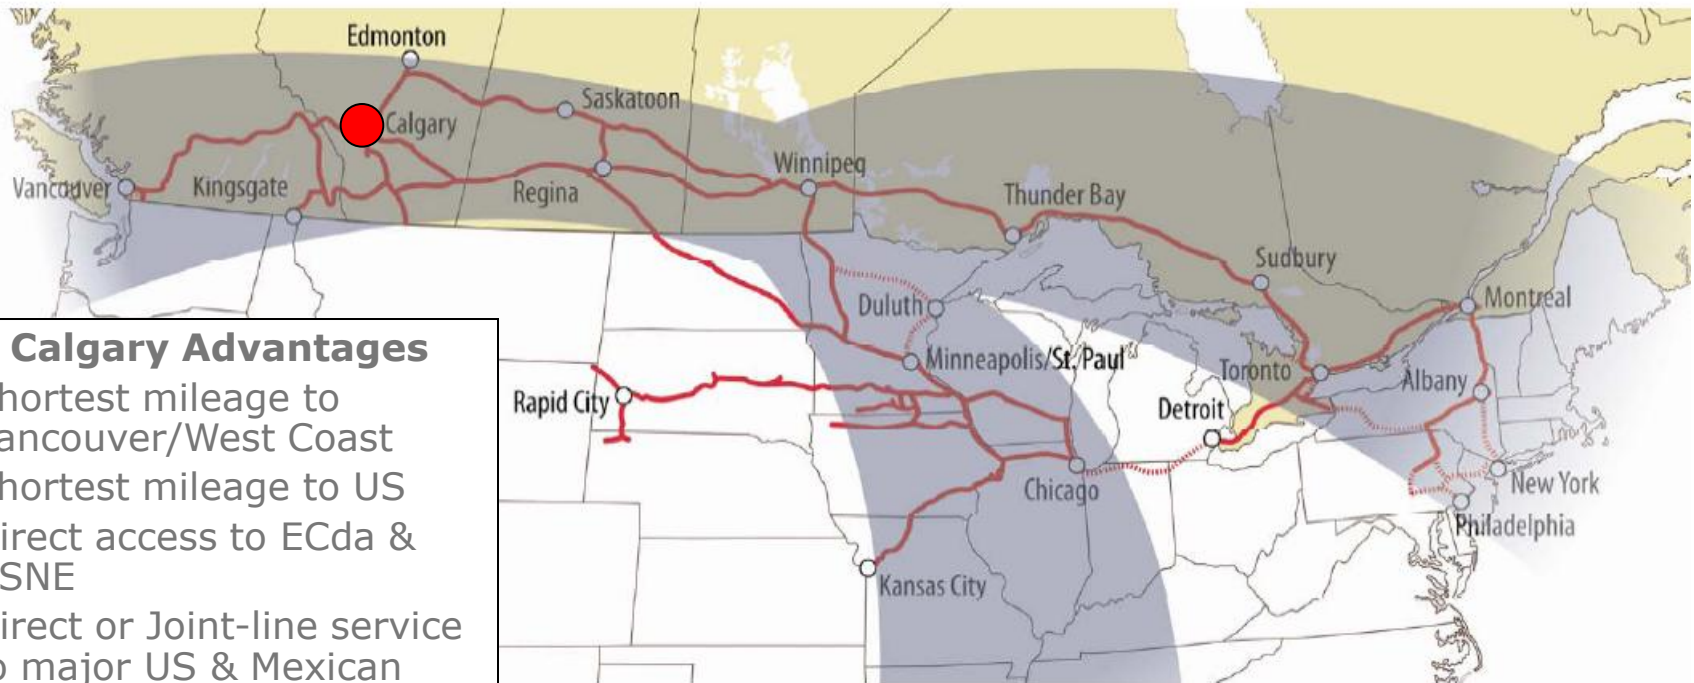 Edmonton
Saskatoon
Calgary
Winnipeg
Vancouver
Kingsgate
Regina
Thunder Bay
Sudbury
Duluth
Montreal
Minneapolis/St. Paul
Toronto
Albany
Rapid City
Detroit
Chicago
New York
Philadelphia
Kansas City
Calgary Advantages
hortest mileage to
ancouver/West Coast
hortest mileage to US
irect access to ECda &
SNE
irect or Joint-line service
o major US & Mexican